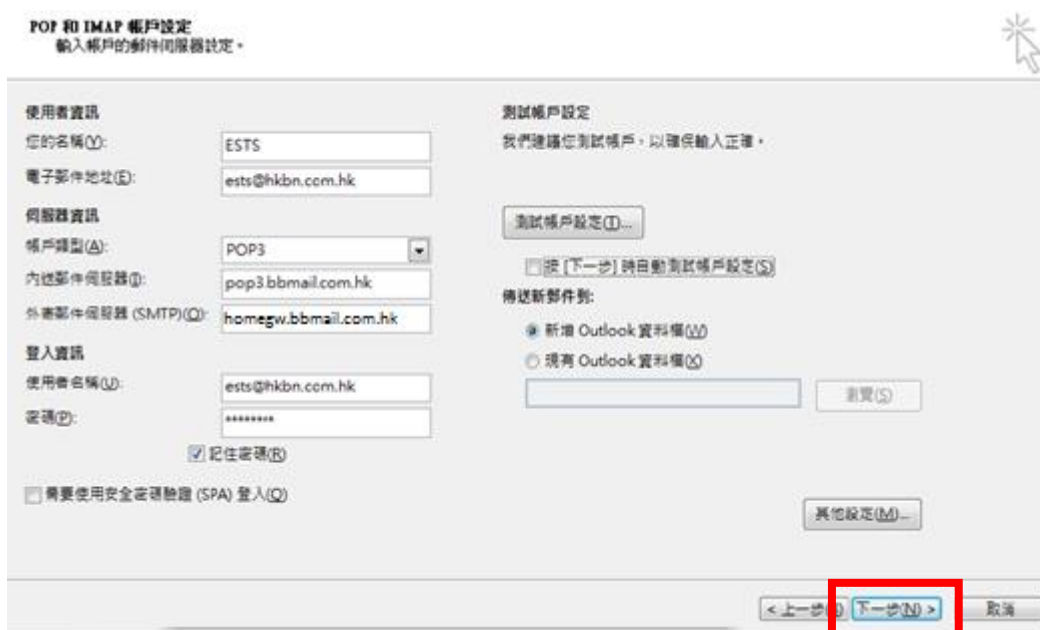 POP 和 IMAP 帳戶設定
輸入帳戶的郵件伺服器設定。
使用者資訊
您的名稱(Y):
ESTS
電子郵件地址(E):
ests@hkbn.com.hk
伺服器資訊
帳戶類型(A):
POP3
內送郵件伺服器(I):
pop3.bbmail.com.hk
外寄郵件伺服器 (SMTP)(O):
homegw.bbmail.com.hk
登入資訊
使用者名稱(U):
ests@hkbn.com.hk
密碼(P):
********
記住密碼(R)
需要使用安全密碼驗證 (SPA) 登入(Q)
測試帳戶設定
我們建議您測試帳戶，以確保輸入正確。
測試帳戶設定(T)...
按 [下一步] 時自動測試帳戶設定(S)
傳送新郵件到:
新增 Outlook 資料檔(W)
現有 Outlook 資料檔(X)
瀏覽(S)
其他設定(M)...
< 上一步
下一步(N) >
取消